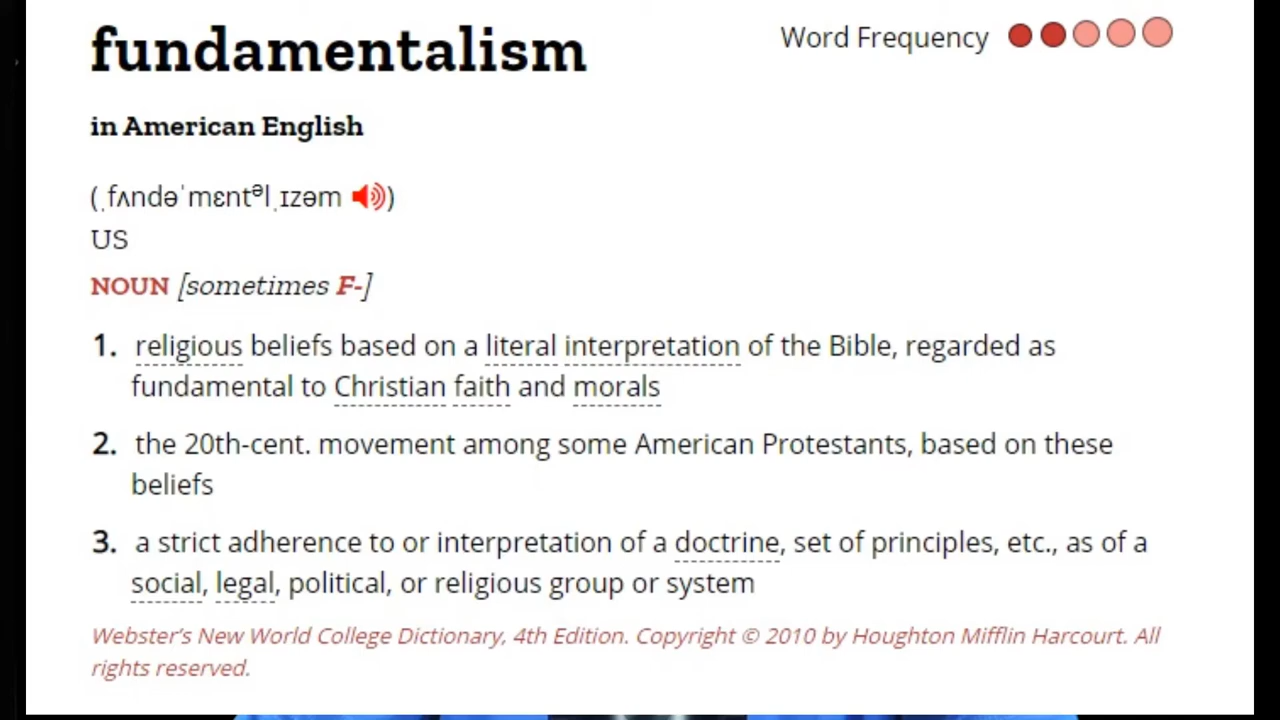 fundamentalism
Word Frequency
in American English
(ˌfʌndəˈmɛntᵊlˌɪzəm )
US
NOUN [sometimes F-]
1. religious beliefs based on a literal interpretation of the Bible, regarded as
fundamental to Christian faith and morals
2. the 20th-cent. movement among some American Protestants, based on these
beliefs
3. a strict adherence to or interpretation of a doctrine, set of principles, etc., as of a
social, legal, political, or religious group or system
Webster's New World College Dictionary, 4th Edition. Copyright © 2010 by Houghton Mifflin Harcourt. All
rights reserved.